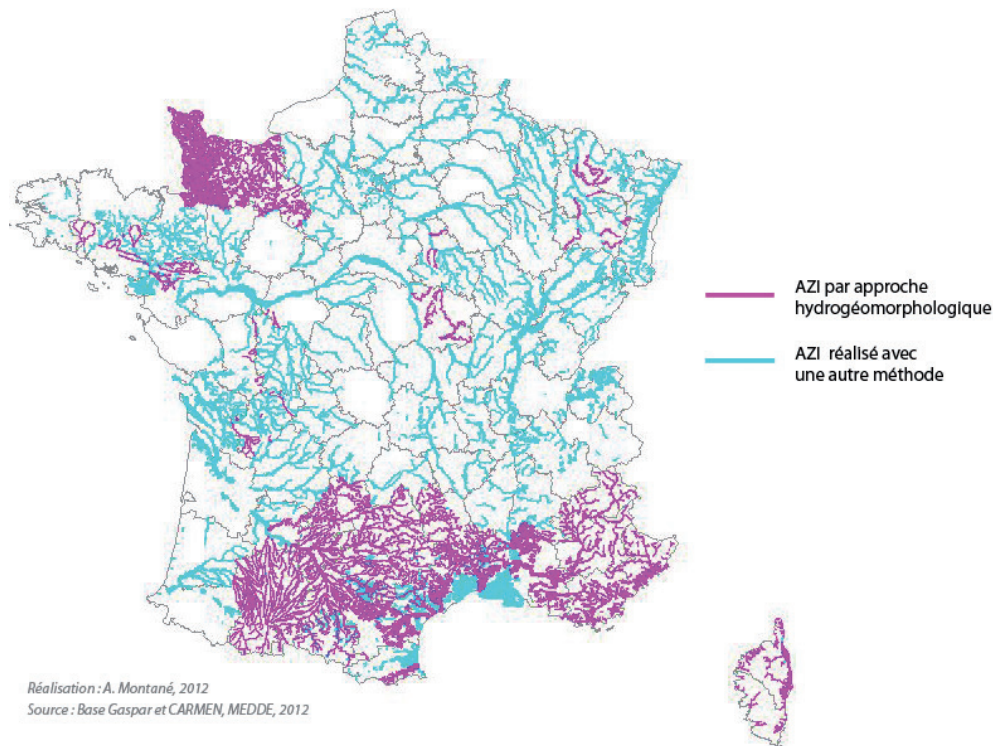 AZI par approche
hydrogéomorphologique
AZI réalisé avec
une autre méthode
Réalisation : A. Montané, 2012
Source : Base Gaspar et CARMEN, MEDDE, 2012